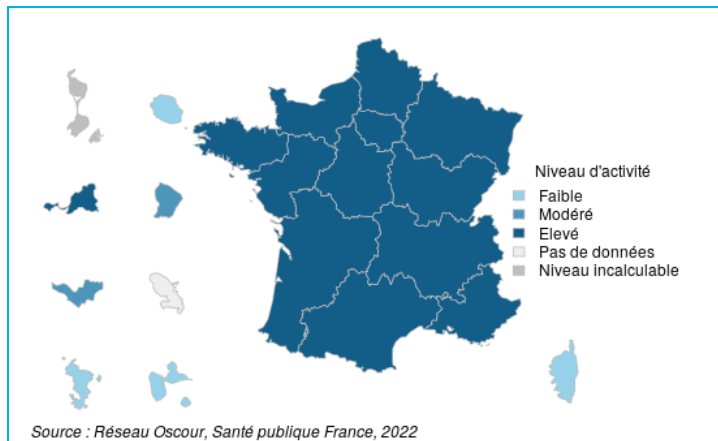 Niveau d'activité
Faible
Modéré
Elevé
Pas de données
Niveau incalculable
Source : Réseau Oscour, Santé publique France, 2022